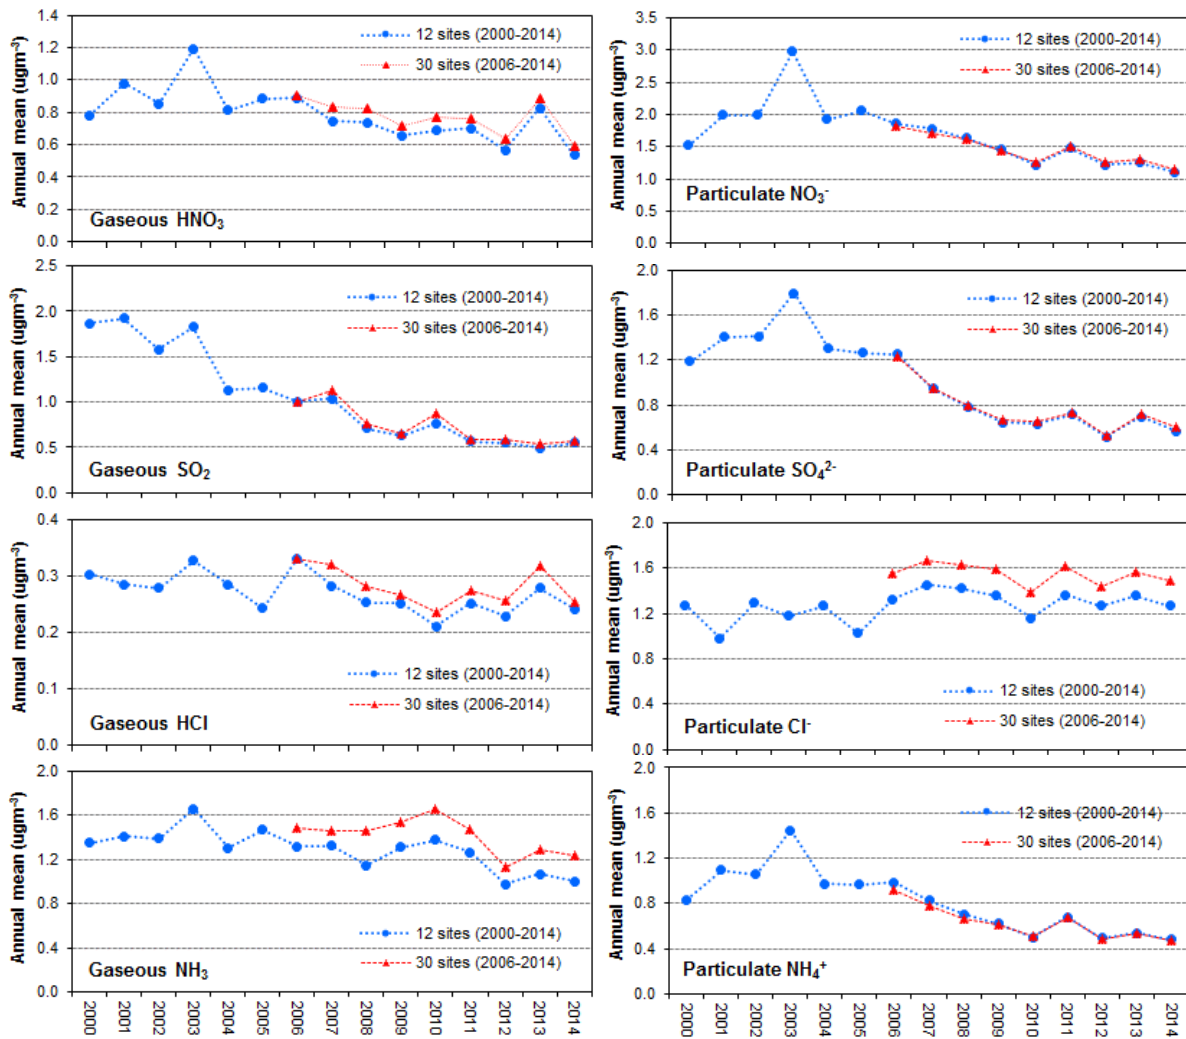 Annual mean (ugm⁻³)
1.4
1.2
1.0
0.8
0.6
0.4
0.2
0.0
12 sites (2000-2014)
30 sites (2006-2014)
Gaseous HNO₃
Annual mean (ugm⁻³)
3.5
3.0
2.5
2.0
1.5
1.0
0.5
0.0
12 sites (2000-2014)
30 sites (2006-2014)
Particulate NO₃⁻
Annual mean (ugm⁻³)
2.5
2.0
1.5
1.0
0.5
0.0
12 sites (2000-2014)
30 sites (2006-2014)
Gaseous SO₂
Annual mean (ugm⁻³)
2.0
1.6
1.2
0.8
0.4
0.0
12 sites (2000-2014)
30 sites (2006-2014)
Particulate SO₄²⁻
Annual mean (ugm⁻³)
0.4
0.3
0.2
0.1
0.0
12 sites (2000-2014)
30 sites (2006-2014)
Gaseous HCl
Annual mean (ugm⁻³)
2.0
1.6
1.2
0.8
0.4
0.0
12 sites (2000-2014)
30 sites (2006-2014)
Particulate Cl⁻
Annual mean (ugm⁻³)
2.0
1.6
1.2
0.8
0.4
0.0
12 sites (2000-2014)
30 sites (2006-2014)
Gaseous NH₃
2000 2001 2002 2003 2004 2005 2006 2007 2008 2009 2010 2011 2012 2013 2014
Annual mean (ugm⁻³)
2.0
1.6
1.2
0.8
0.4
0.0
12 sites (2000-2014)
30 sites (2006-2014)
Particulate NH₄⁺
2000 2001 2002 2003 2004 2005 2006 2007 2008 2009 2010 2011 2012 2013 2014